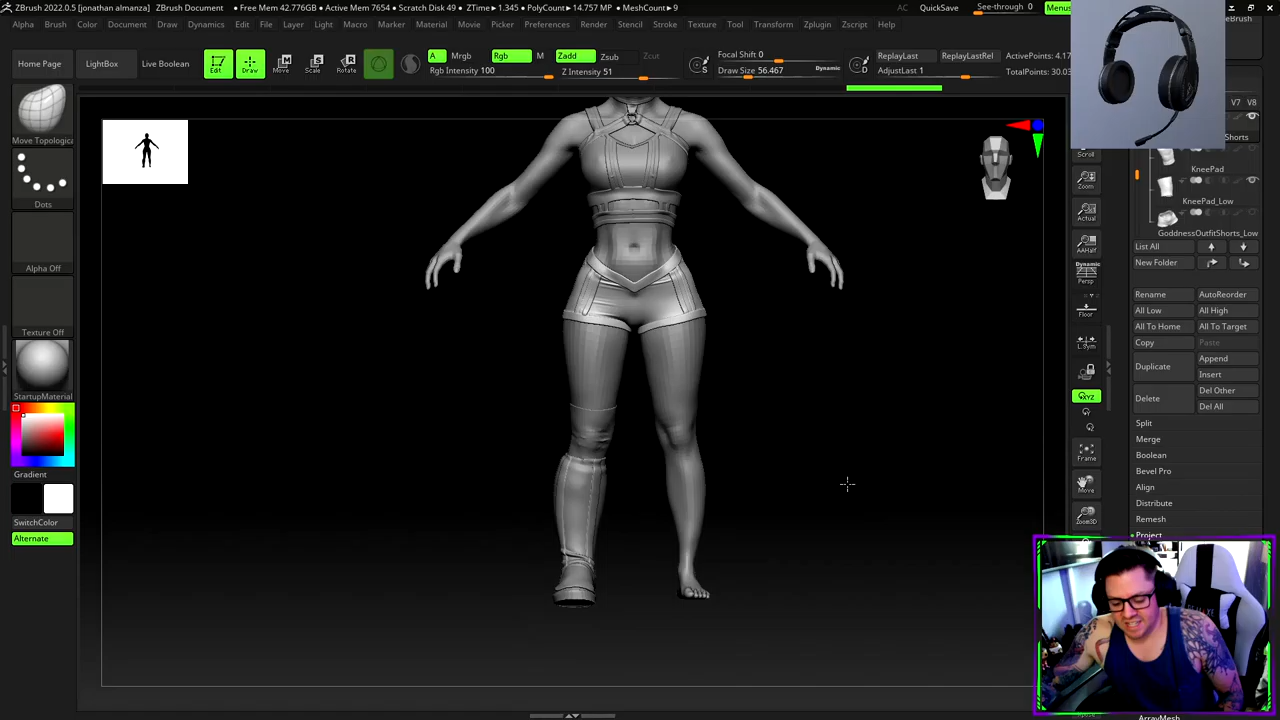 ZBrush 2022.0.5 [jonathan almanza] ZBrush Document ● Free Mem 42.776GB ● Active Mem 7654 ● Scratch Disk 49 ● ZTime▸1.345 ● PolyCount▸14.757 MP ● MeshCount▸9
AC QuickSave See-through 0 Menus
Alpha Brush Color Document Draw Dynamics Edit File Layer Light Macro Marker Material Movie Picker Preferences Render Stencil Stroke Texture Tool Transform Zplugin Zscript Help
Home Page LightBox Live Boolean
Edit Draw Move Scale Rotate
A Mrgb Rgb M Zadd Zsub Zcut
Rgb Intensity 100 Z Intensity 51
Focal Shift 0
Draw Size 56.467 Dynamic
S D
ReplayLast ReplayLastRel
AdjustLast 1
ActivePoints: 4.17
TotalPoints: 30.03
Move Topologica
Dots
Alpha Off
Texture Off
StartupMaterial
Gradient
SwitchColor
Alternate
Scroll
Zoom
Actual
AAHalf
Dynamic
Persp
Floor
L.Sym
XYZ
Frame
Move
Zoom3D
V7 V8
Shorts
KneePad
KneePad_Low
GoddnessOutfitShorts_Low
List All
New Folder
Rename AutoReorder
All Low All High
All To Home All To Target
Copy Paste
Duplicate Append
Insert
Delete Del Other
Del All
Split
Merge
Boolean
Bevel Pro
Align
Distribute
Remesh
Project
ArrayMesh